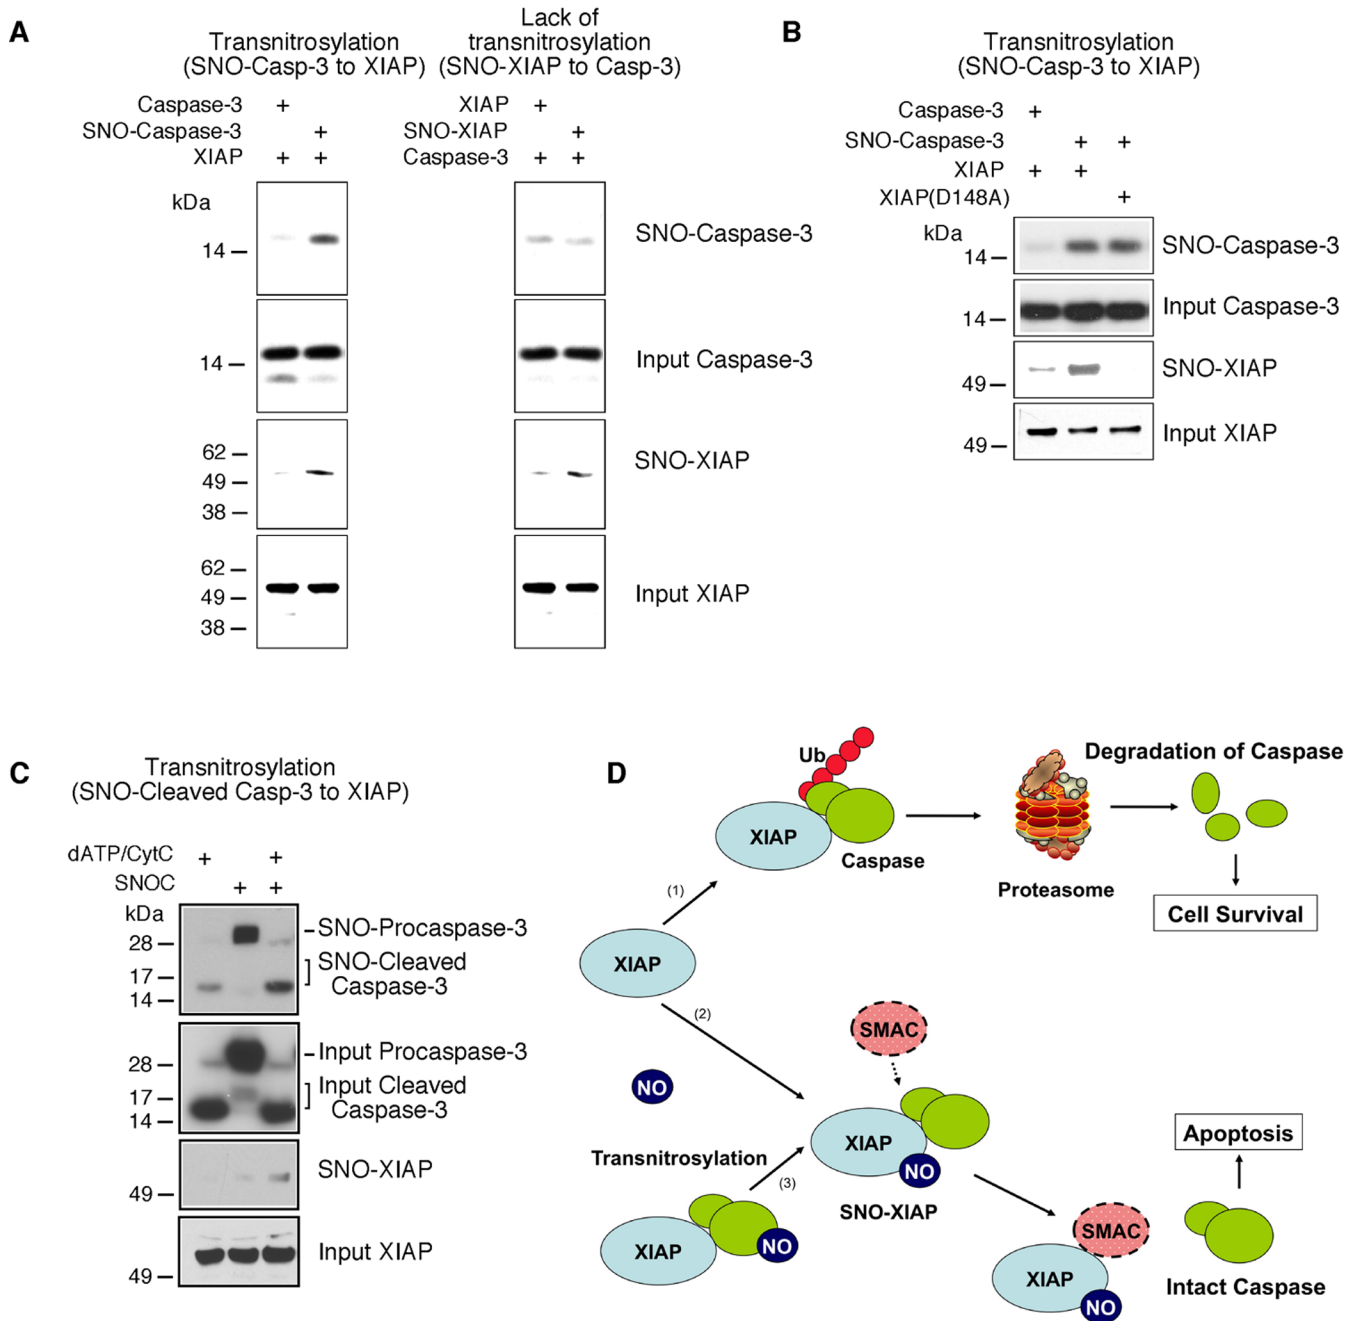 A
Transnitrosylation
(SNO-Casp-3 to XIAP)
Lack of
transnitrosylation
(SNO-XIAP to Casp-3)
Caspase-3 +
SNO-Caspase-3 +
XIAP + +
XIAP +
SNO-XIAP +
Caspase-3 + +
kDa
14
SNO-Caspase-3
14
Input Caspase-3
62
49
38
SNO-XIAP
62
49
38
Input XIAP
B
Transnitrosylation
(SNO-Casp-3 to XIAP)
Caspase-3 +
SNO-Caspase-3 + +
XIAP + +
XIAP(D148A) +
kDa
14
SNO-Caspase-3
14
Input Caspase-3
49
SNO-XIAP
49
Input XIAP
C
Transnitrosylation
(SNO-Cleaved Casp-3 to XIAP)
dATP/CytC + +
SNOC + +
kDa
28
17
14
SNO-Procaspase-3
SNO-Cleaved
Caspase-3
28
17
14
Input Procaspase-3
Input Cleaved
Caspase-3
49
SNO-XIAP
49
Input XIAP
D
Ub
XIAP
Caspase
Proteasome
Degradation of Caspase
Cell Survival
(1)
XIAP
(2)
NO
SMAC
XIAP
NO
SNO-XIAP
Transnitrosylation
(3)
XIAP
NO
SMAC
XIAP
NO
Apoptosis
Intact Caspase